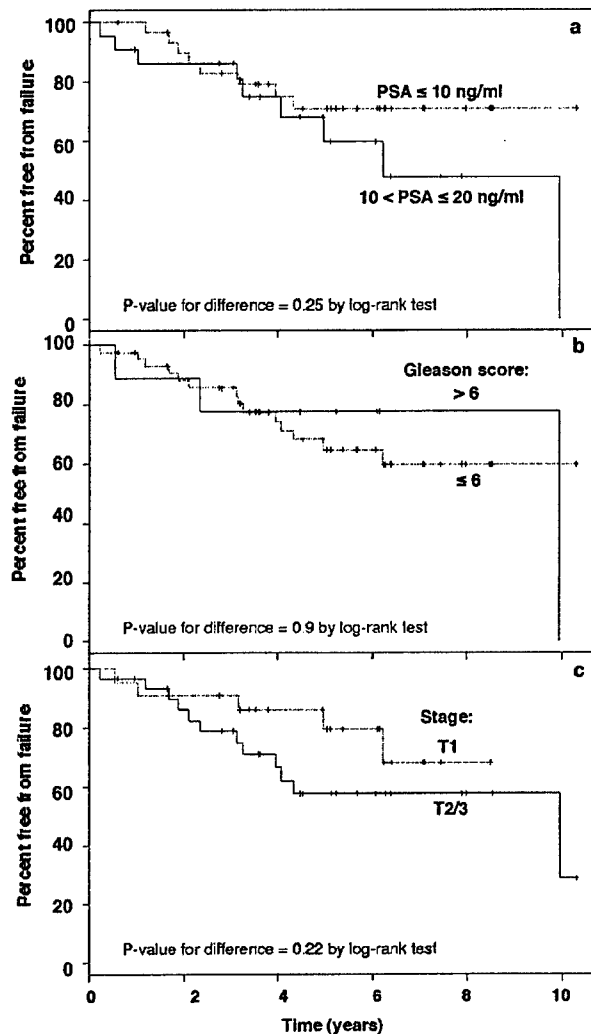 a
100
80
60
40
20
0
Percent free from failure
PSA ≤ 10 ng/ml
10 < PSA ≤ 20 ng/ml
P-value for difference = 0.25 by log-rank test
b
100
80
60
40
20
0
Percent free from failure
Gleason score:
> 6
≤ 6
P-value for difference = 0.9 by log-rank test
c
100
80
60
40
20
0
Percent free from failure
Stage:
T1
T2/3
P-value for difference = 0.22 by log-rank test
0 2 4 6 8 10
Time (years)